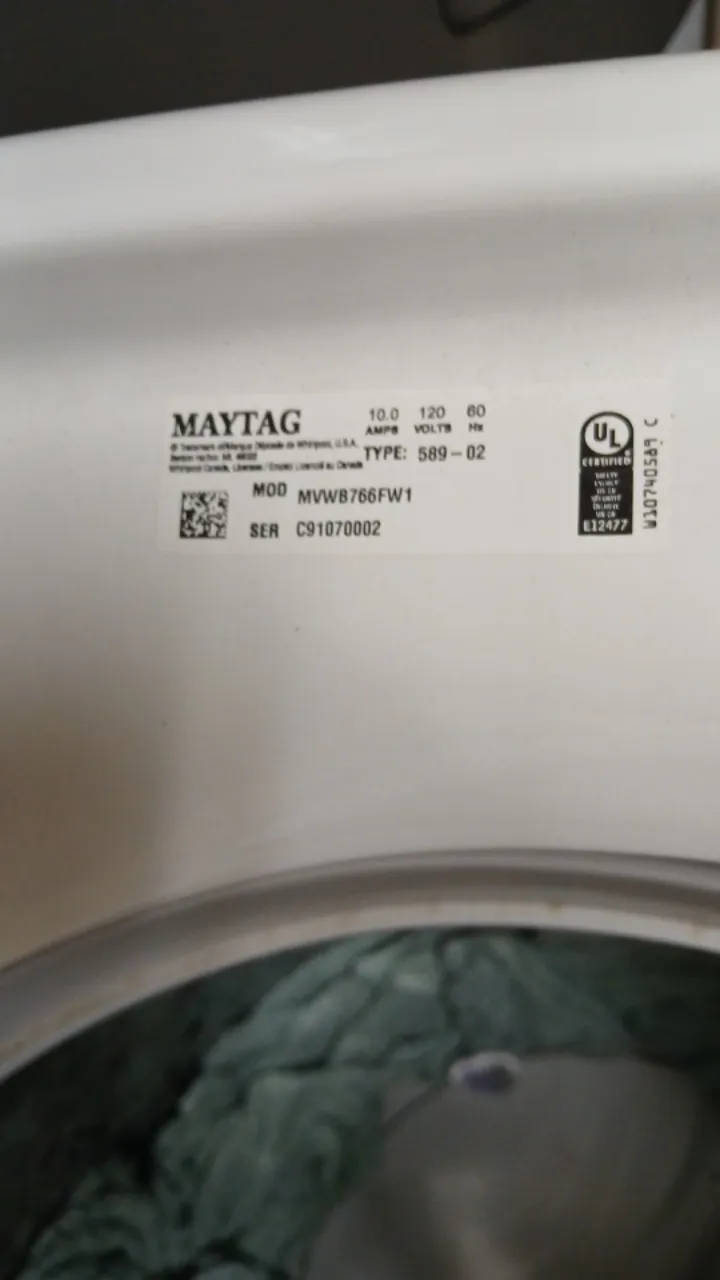 MAYTAG
10.0 120 60
AMPS VOLTS Hz
TYPE: 589-02
MOD MVWB766FW1
SER C91070002
UL
CERTIFIED
E12477
W10740589 C